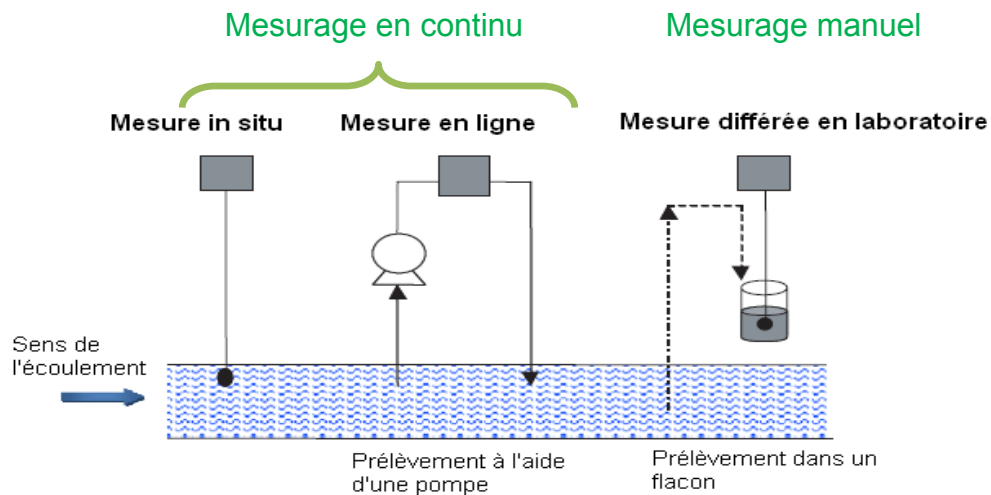 Mesurage en continu
Mesurage manuel
Mesure in situ
Mesure en ligne
Mesure différée en laboratoire
Sens de
l'écoulement
Prélèvement à l'aide
d'une pompe
Prélèvement dans un
flacon